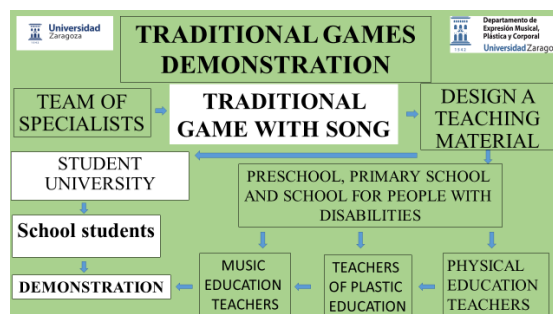 Universidad
Zaragoza
TRADITIONAL GAMES
DEMONSTRATION
1542
Departamento de
Expresión Musical,
Plástica y Corporal
Universidad Zarago
TEAM OF
SPECIALISTS
TRADITIONAL
GAME WITH SONG
DESIGN A
TEACHING
MATERIAL
STUDENT
UNIVERSITY
PRESCHOOL, PRIMARY SCHOOL
AND SCHOOL FOR PEOPLE WITH
DISABILITIES
School students
DEMONSTRATION
MUSIC
EDUCATION
TEACHERS
TEACHERS
OF PLASTIC
EDUCATION
PHYSICAL
EDUCATION
TEACHERS